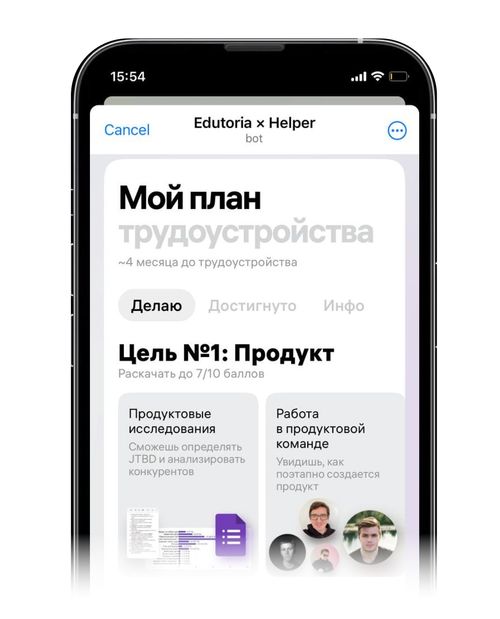 15:54
Cancel
Edutoria × Helper
bot
Мой план
трудоустройства
~4 месяца до трудоустройства
Делаю
Достигнуто
Инфо
Цель №1: Продукт
Раскачать до 7/10 баллов
Продуктовые
исследования
Сможешь определять
JTBD и анализировать
конкурентов
Работа
в продуктовой
команде
Увидишь, как
поэтапно создается
продукт